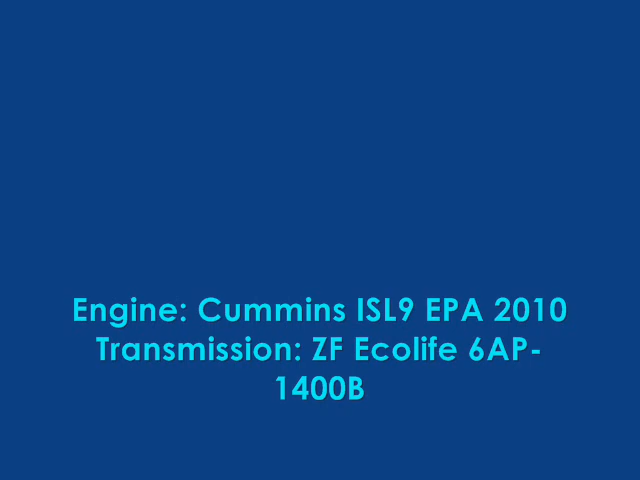 Engine: Cummins ISL9 EPA 2010
Transmission: ZF Ecolife 6AP-
1400B